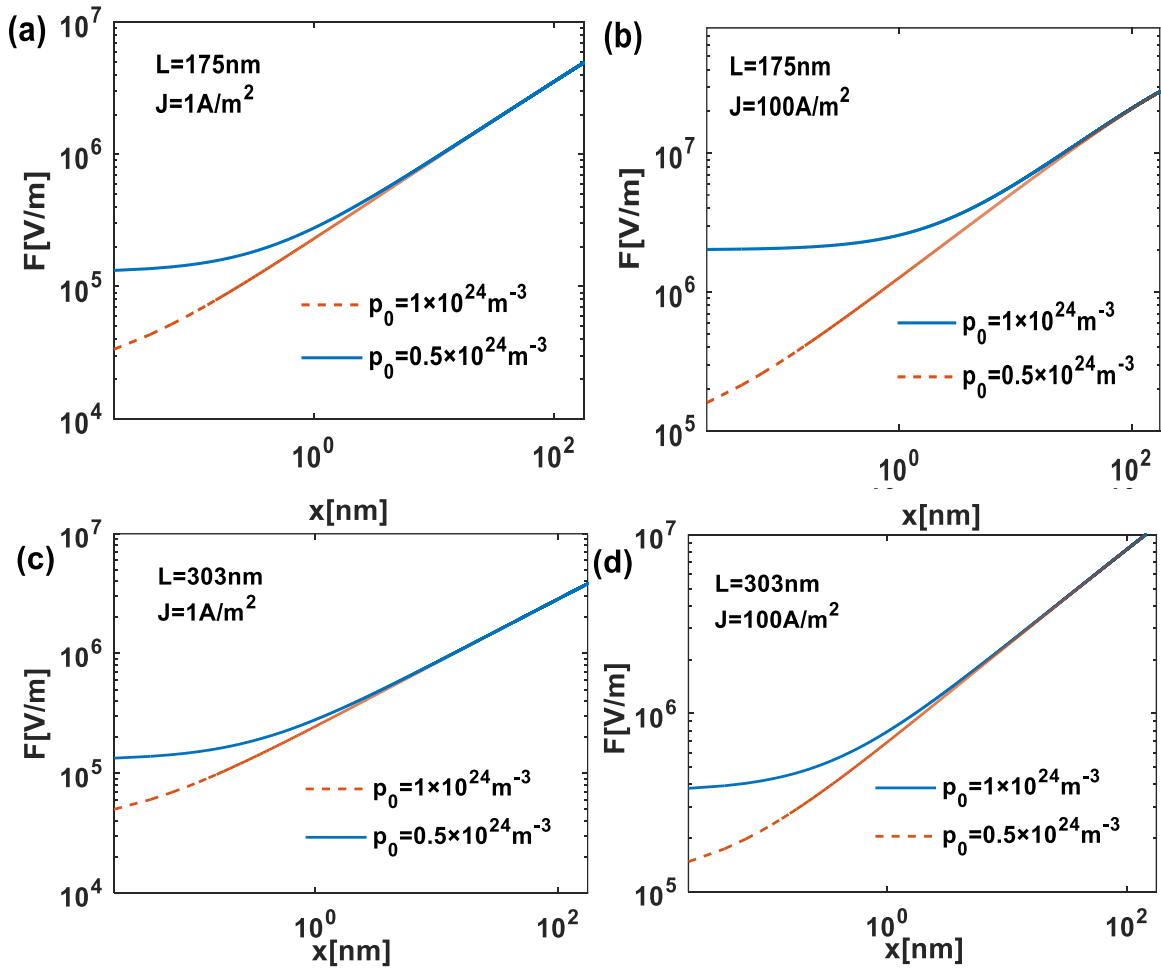 (a)
10^7
10^6
10^5
10^4
F[V/m]
L=175nm
J=1A/m^2
p_0=1×10^24m^-3
p_0=0.5×10^24m^-3
10^0
10^2
x[nm]
(b)
10^7
10^6
10^5
F[V/m]
L=175nm
J=100A/m^2
p_0=1×10^24m^-3
p_0=0.5×10^24m^-3
10^0
10^2
x[nm]
(c)
10^7
10^6
10^5
10^4
F[V/m]
L=303nm
J=1A/m^2
p_0=1×10^24m^-3
p_0=0.5×10^24m^-3
10^0
10^2
x[nm]
(d)
10^7
10^6
10^5
F[V/m]
L=303nm
J=100A/m^2
p_0=1×10^24m^-3
p_0=0.5×10^24m^-3
10^0
10^2
x[nm]